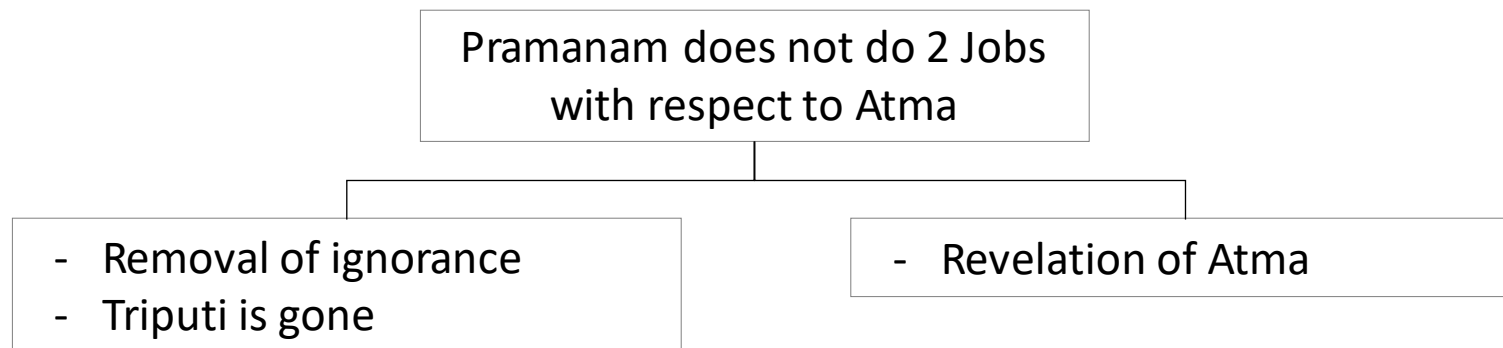 Pramanam does not do 2 Jobs
with respect to Atma
- Removal of ignorance
- Triputi is gone
- Revelation of Atma